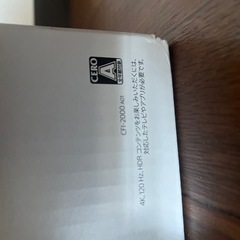 CERO
A
CFI-2000 A01
4K, 120 Hz, HDR コンテンツをお楽しみいただくには、
対応したテレビやアプリが必要です。